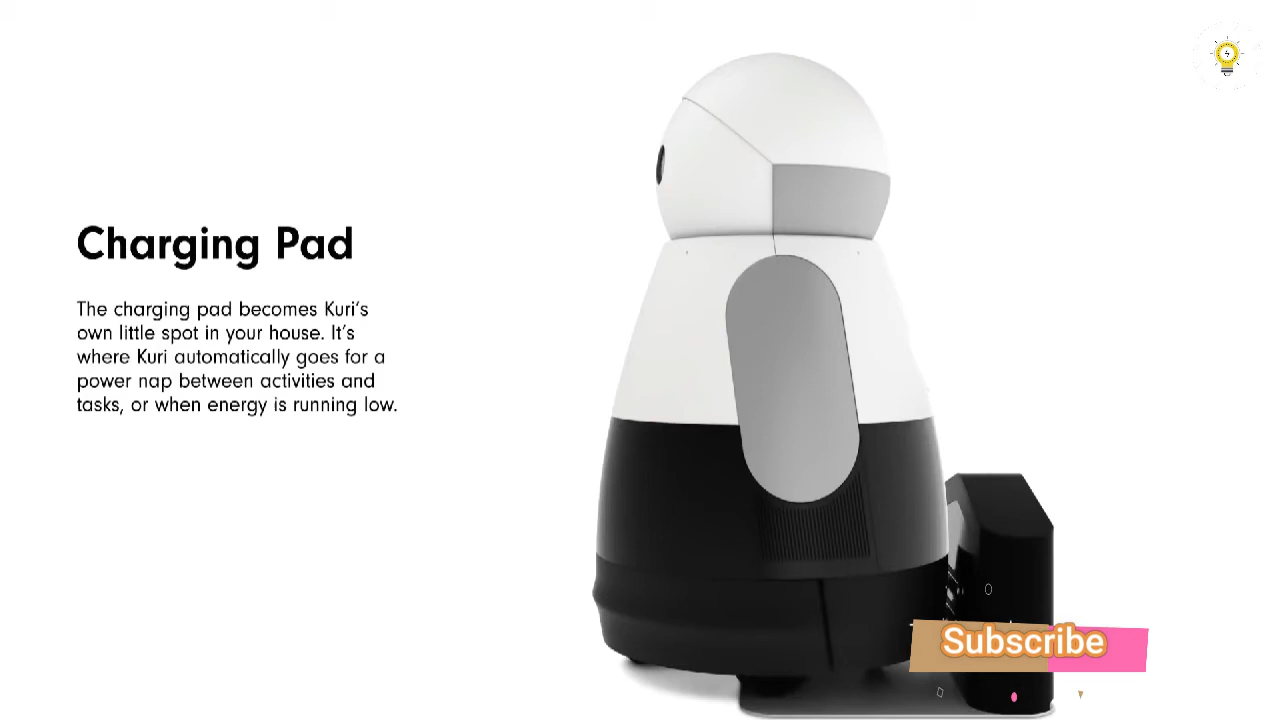 Charging Pad
The charging pad becomes Kuri's
own little spot in your house. It's
where Kuri automatically goes for a
power nap between activities and
tasks, or when energy is running low.
Subscribe